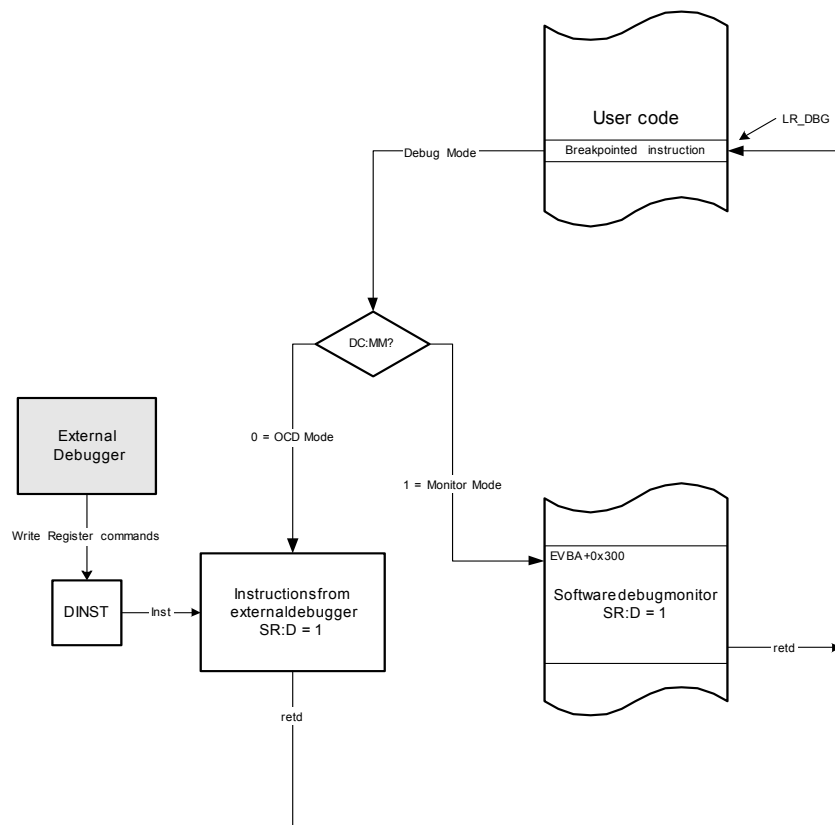 User code
LR_DBG
Breakpointed instruction
Debug Mode
DC:MM?
External
Debugger
0 = OCD Mode
1 = Monitor Mode
Write Register commands
EVBA+0x300
Instructionsfrom
externaldebugger
SR:D = 1
Softwaredebugmonitor
SR:D = 1
DINST
Inst
retd
retd